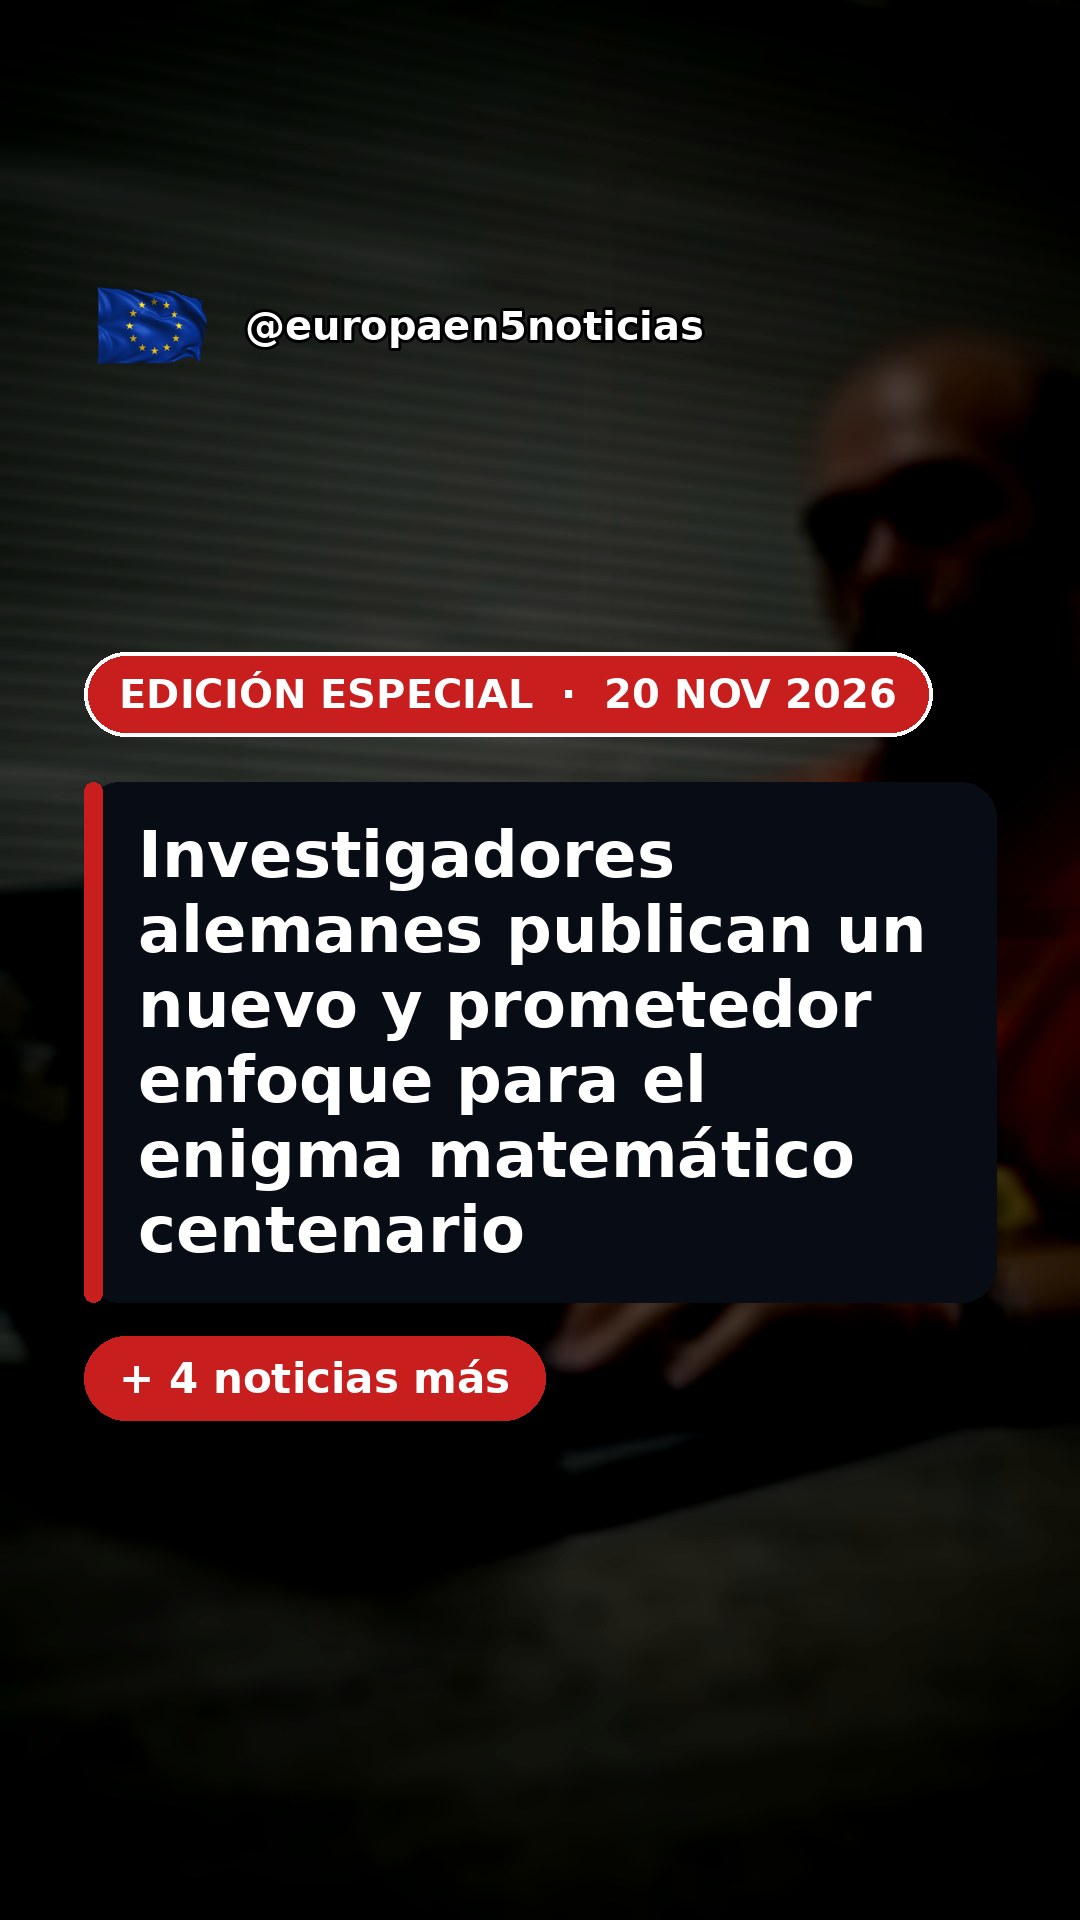 @europaen5noticias
EDICIÓN ESPECIAL · 20 NOV 2026
Investigadores
alemanes publican un
nuevo y prometedor
enfoque para el
enigma matemático
centenario
+ 4 noticias más